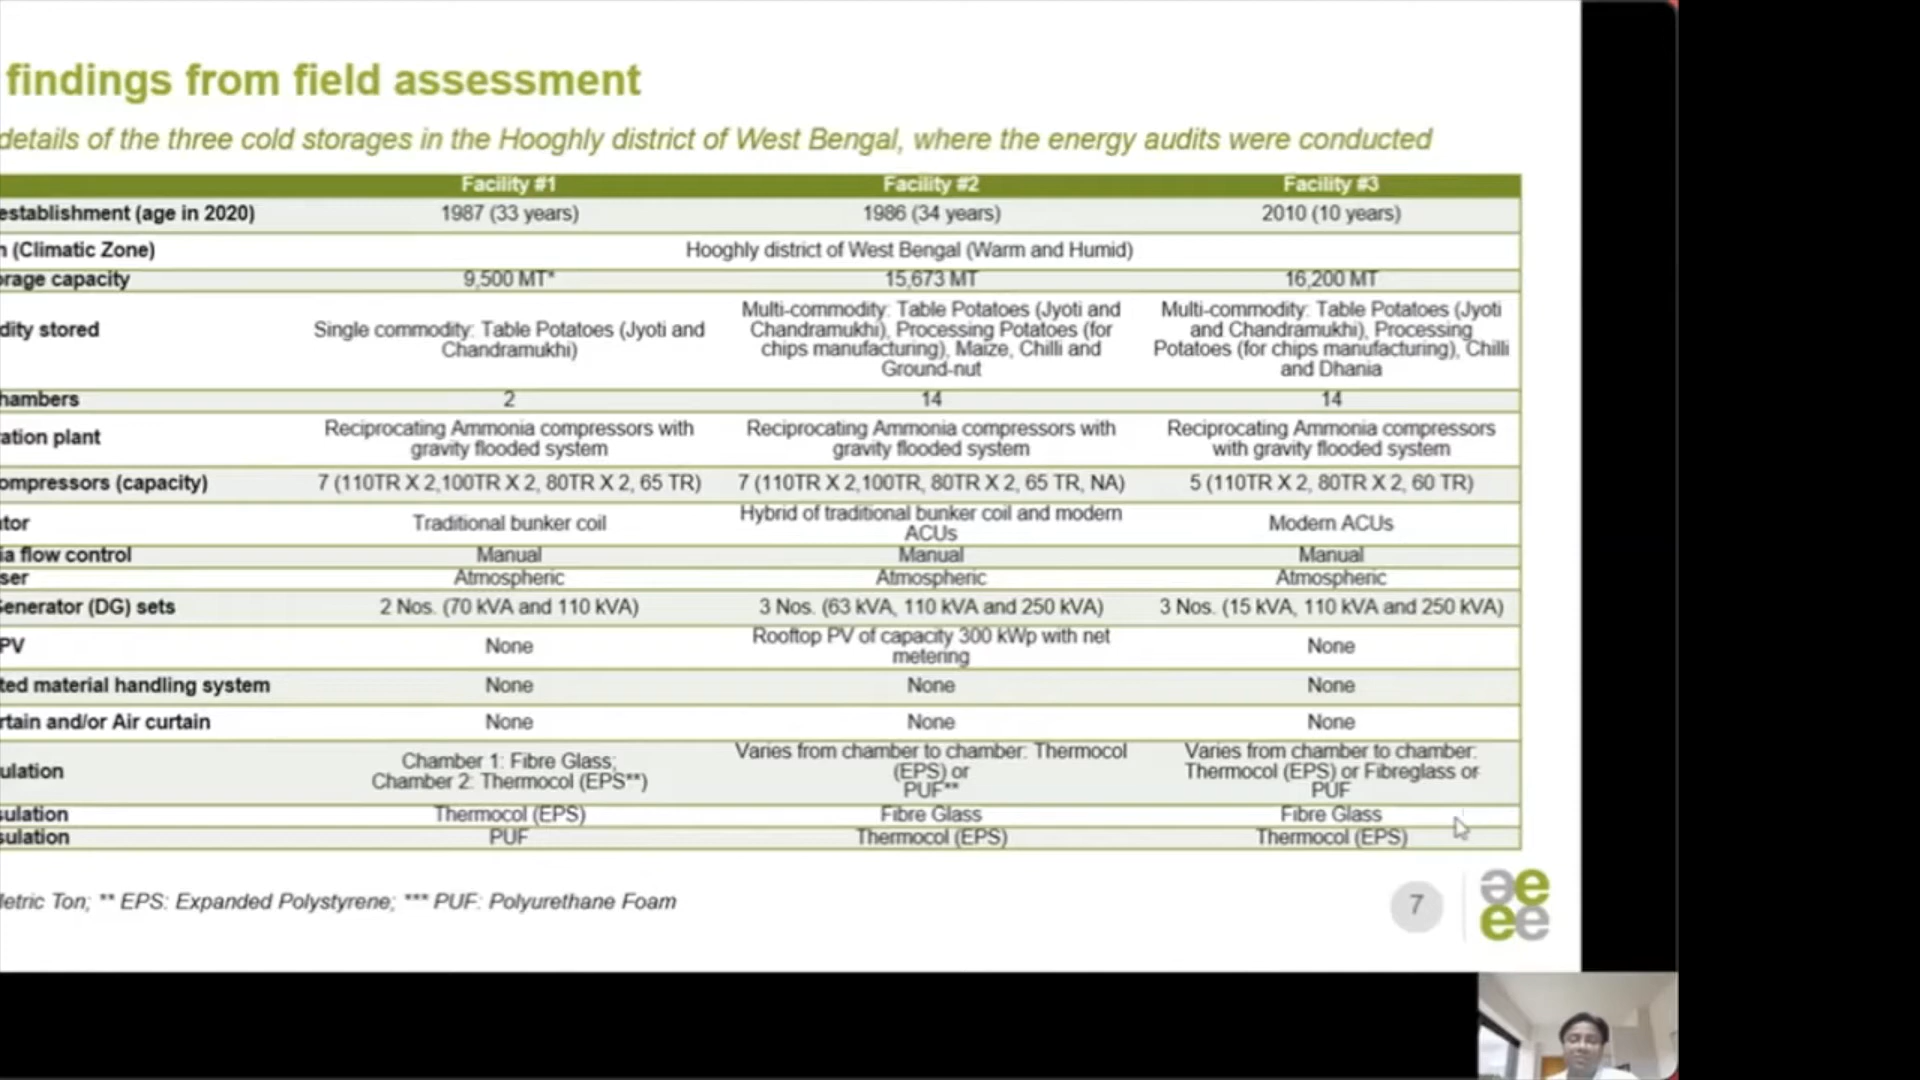 findings from field assessment
details of the three cold storages in the Hooghly district of West Bengal, where the energy audits were conducted
Facility #1 Facility #2 Facility #3
establishment (age in 2020) 1987 (33 years) 1986 (34 years) 2010 (10 years)
n (Climatic Zone) Hooghly district of West Bengal (Warm and Humid)
orage capacity 9,500 MT* 15,673 MT 16,200 MT
dity stored Single commodity: Table Potatoes (Jyoti and
Chandramukhi)
Multi-commodity: Table Potatoes (Jyoti and
Chandramukhi), Processing Potatoes (for
chips manufacturing), Maize, Chilli and
Ground-nut
Multi-commodity: Table Potatoes (Jyoti
and Chandramukhi), Processing
Potatoes (for chips manufacturing), Chilli
and Dhania
hambers 2 14 14
ration plant Reciprocating Ammonia compressors with
gravity flooded system
Reciprocating Ammonia compressors with
gravity flooded system
Reciprocating Ammonia compressors
with gravity flooded system
ompressors (capacity) 7 (110TR X 2,100TR X 2, 80TR X 2, 65 TR) 7 (110TR X 2,100TR, 80TR X 2, 65 TR, NA) 5 (110TR X 2, 80TR X 2, 60 TR)
ator Traditional bunker coil
Hybrid of traditional bunker coil and modern
ACUs
Modern ACUs
ia flow control Manual Manual Manual
ser Atmospheric Atmospheric Atmospheric
Generator (DG) sets 2 Nos. (70 kVA and 110 kVA) 3 Nos. (63 kVA, 110 kVA and 250 kVA) 3 Nos. (15 kVA, 110 kVA and 250 kVA)
PV None
Rooftop PV of capacity 300 kWp with net
metering
None
ted material handling system None None None
rtain and/or Air curtain None None None
ulation Chamber 1: Fibre Glass;
Chamber 2: Thermocol (EPS**)
Varies from chamber to chamber: Thermocol
(EPS) or
PUF**
Varies from chamber to chamber:
Thermocol (EPS) or Fibreglass or
PUF
sulation Thermocol (EPS) Fibre Glass Fibre Glass
sulation PUF Thermocol (EPS) Thermocol (EPS)
Metric Ton; ** EPS: Expanded Polystyrene; *** PUF: Polyurethane Foam
7
aeee